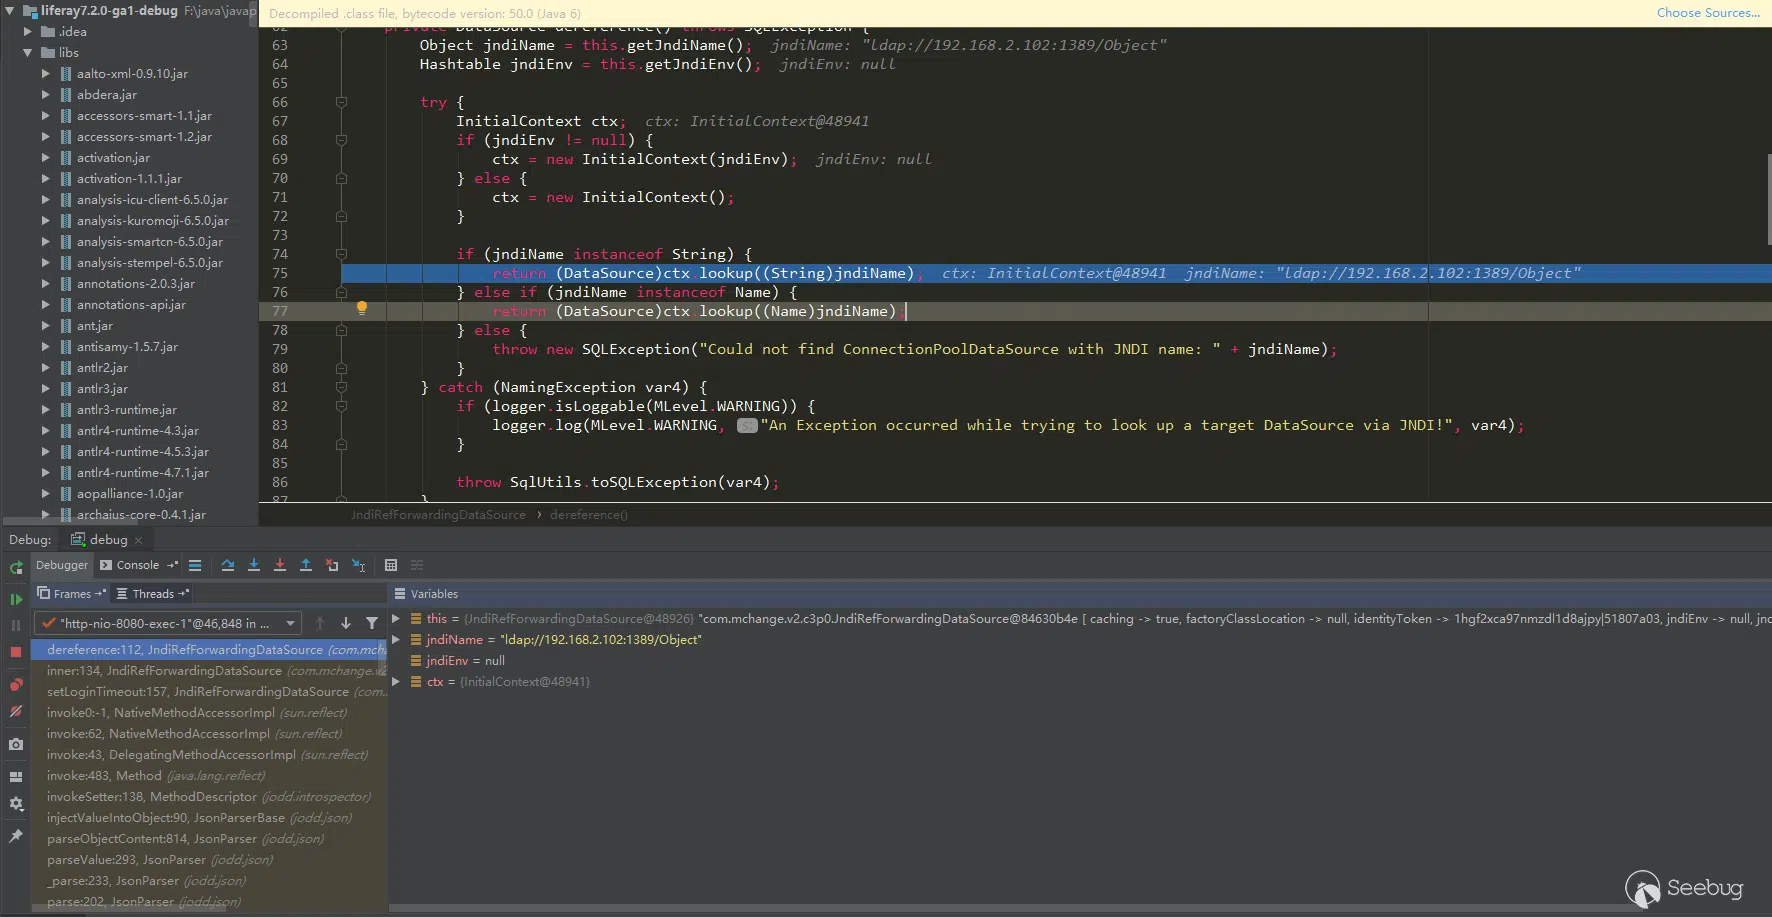 liferay7.2.0-ga1-debug F:\java\javap
.idea
libs
aalto-xml-0.9.10.jar
abdera.jar
accessors-smart-1.1.jar
accessors-smart-1.2.jar
activation.jar
activation-1.1.1.jar
analysis-icu-client-6.5.0.jar
analysis-kuromoji-6.5.0.jar
analysis-smartcn-6.5.0.jar
analysis-stempel-6.5.0.jar
annotations-2.0.3.jar
annotations-api.jar
ant.jar
antisamy-1.5.7.jar
antlr2.jar
antlr3.jar
antlr3-runtime.jar
antlr4-runtime-4.3.jar
antlr4-runtime-4.5.3.jar
antlr4-runtime-4.7.1.jar
aopalliance-1.0.jar
archaius-core-0.4.1.jar
Decompiled .class file, bytecode version: 50.0 (Java 6) Choose Sources...
62 private DataSource dereference() throws SQLException {
63 Object jndiName = this.getJndiName(); jndiName: "ldap://192.168.2.102:1389/Object"
64 Hashtable jndiEnv = this.getJndiEnv(); jndiEnv: null
65
66 try {
67 InitialContext ctx; ctx: InitialContext@48941
68 if (jndiEnv != null) {
69 ctx = new InitialContext(jndiEnv); jndiEnv: null
70 } else {
71 ctx = new InitialContext();
72 }
73
74 if (jndiName instanceof String) {
75 return (DataSource)ctx.lookup((String)jndiName); ctx: InitialContext@48941 jndiName: "ldap://192.168.2.102:1389/Object"
76 } else if (jndiName instanceof Name) {
77 return (DataSource)ctx.lookup((Name)jndiName);
78 } else {
79 throw new SQLException("Could not find ConnectionPoolDataSource with JNDI name: " + jndiName);
80 }
81 } catch (NamingException var4) {
82 if (logger.isLoggable(MLevel.WARNING)) {
83 logger.log(MLevel.WARNING, s: "An Exception occurred while trying to look up a target DataSource via JNDI!", var4);
84 }
85
86 throw SqlUtils.toSQLException(var4);
87 }
JndiRefForwardingDataSource › dereference()
Debug: debug ×
Debugger Console
Frames Threads
"http-nio-8080-exec-1"@46,848 in ...
dereference:112, JndiRefForwardingDataSource (com.mcha
inner:134, JndiRefForwardingDataSource (com.mchange.v2
setLoginTimeout:157, JndiRefForwardingDataSource (com.
invoke0:-1, NativeMethodAccessorImpl (sun.reflect)
invoke:62, NativeMethodAccessorImpl (sun.reflect)
invoke:43, DelegatingMethodAccessorImpl (sun.reflect)
invoke:483, Method (java.lang.reflect)
invokeSetter:138, MethodDescriptor (jodd.introspector)
injectValueIntoObject:90, JsonParserBase (jodd.json)
parseObjectContent:814, JsonParser (jodd.json)
parseValue:293, JsonParser (jodd.json)
_parse:233, JsonParser (jodd.json)
parse:202, JsonParser (jodd.json)
Variables
this = {JndiRefForwardingDataSource@48926} "com.mchange.v2.c3p0.JndiRefForwardingDataSource@84630b4e [ caching -> true, factoryClassLocation -> null, identityToken -> 1hgf2xca97nmzdl1d8ajpy|51807a03, jndiEnv -> null, jnd
jndiName = "ldap://192.168.2.102:1389/Object"
jndiEnv = null
ctx = {InitialContext@48941}
Seebug